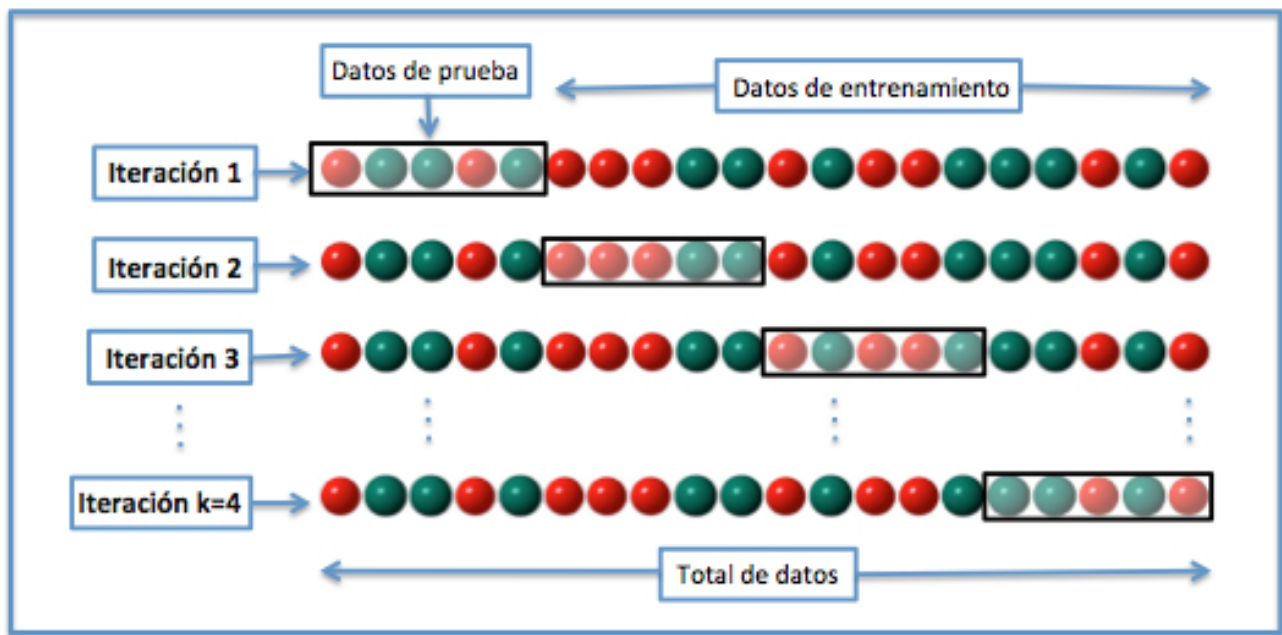 Datos de prueba
Datos de entrenamiento
Iteración 1
Iteración 2
Iteración 3
Iteración k=4
Total de datos